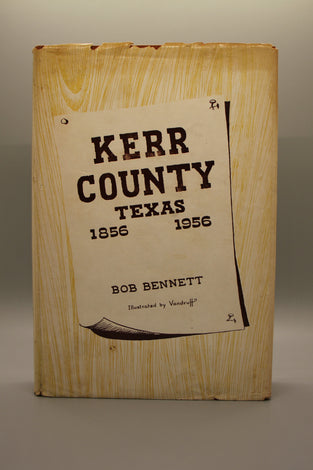 KERR
COUNTY
TEXAS
1856 1956
BOB BENNETT
Illustrated by Vandruff